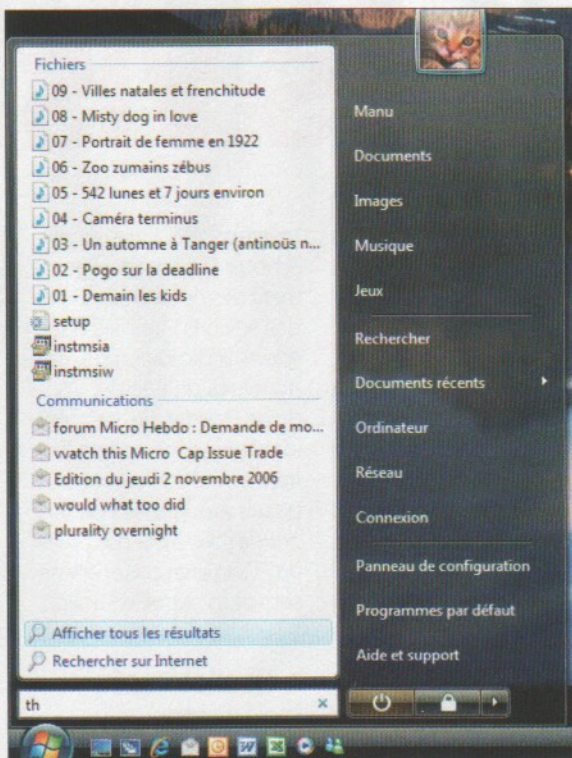 Fichiers
09 - Villes natales et frenchitude
08 - Misty dog in love
07 - Portrait de femme en 1922
06 - Zoo zumains zébus
05 - 542 lunes et 7 jours environ
04 - Caméra terminus
03 - Un automne à Tanger (antinoüs n...
02 - Pogo sur la deadline
01 - Demain les kids
setup
instmsia
instmsiw
Communications
forum Micro Hebdo : Demande de mo...
vvatch this Micro Cap Issue Trade
Edition du jeudi 2 novembre 2006
would what too did
plurality overnight
Afficher tous les résultats
Rechercher sur Internet
th
Manu
Documents
Images
Musique
Jeux
Rechercher
Documents récents
Ordinateur
Réseau
Connexion
Panneau de configuration
Programmes par défaut
Aide et support